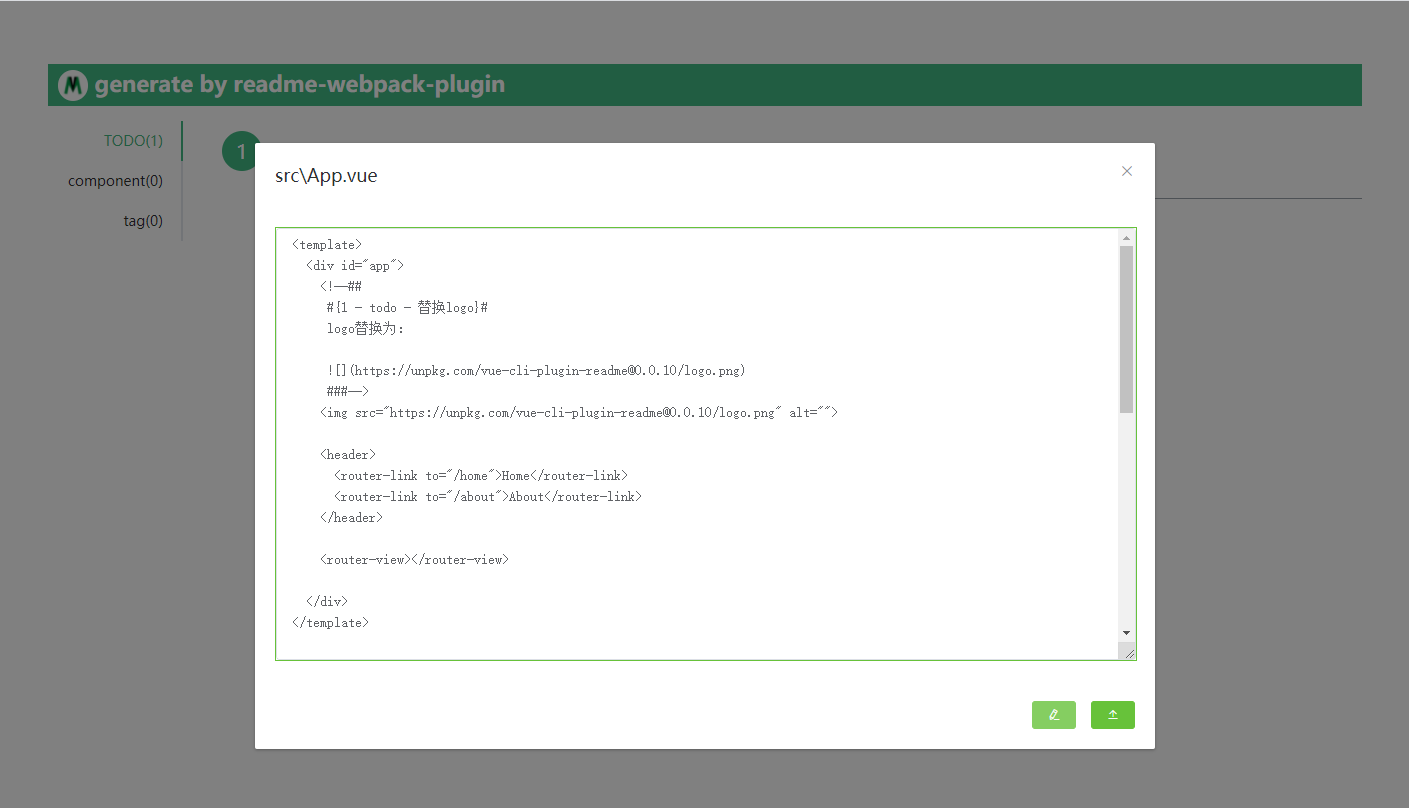 generate by readme-webpack-plugin
TODO(1)
component(0)
tag(0)
1
src\App.vue
<template>
  <div id="app">
    <!--##
     #{1 - todo - 替换logo}#
     logo替换为:

     ![](https://unpkg.com/vue-cli-plugin-readme@0.0.10/logo.png)
     ###-->
    <img src="https://unpkg.com/vue-cli-plugin-readme@0.0.10/logo.png" alt="">

    <header>
      <router-link to="/home">Home</router-link>
      <router-link to="/about">About</router-link>
    </header>

    <router-view></router-view>

  </div>
</template>